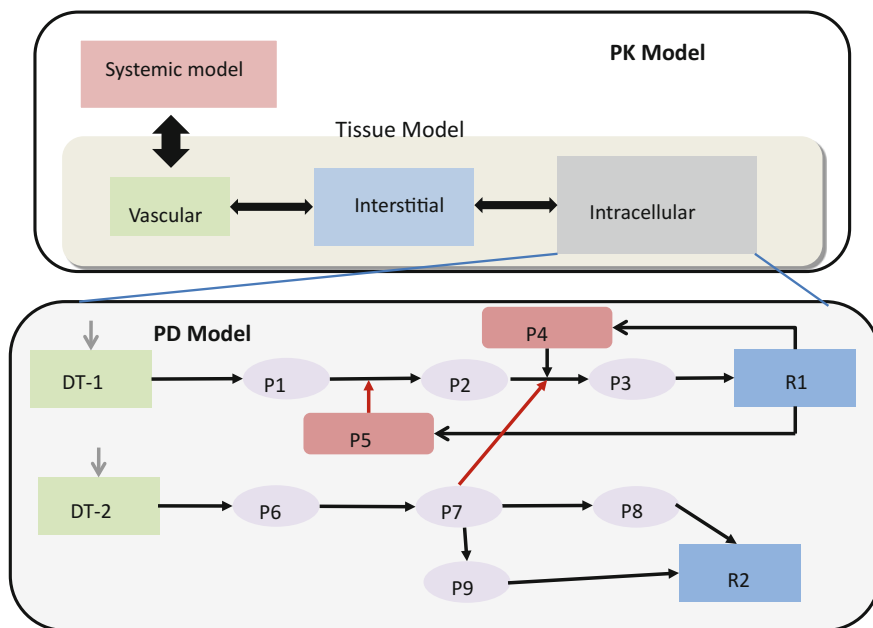 PK Model
Systemic model
Tissue Model
Vascular
Interstitial
Intracellular
PD Model
P4
DT-1
P1
P2
P3
R1
P5
DT-2
P6
P7
P8
P9
R2